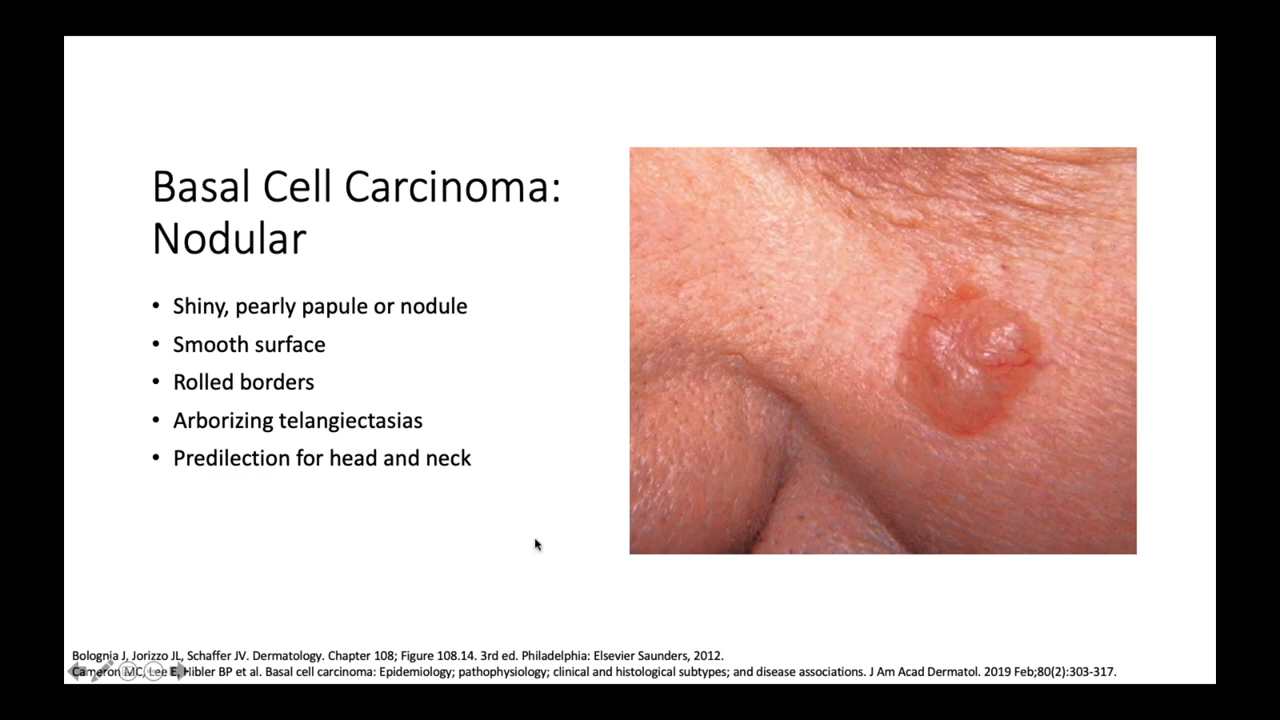 Basal Cell Carcinoma:
Nodular
• Shiny, pearly papule or nodule
• Smooth surface
• Rolled borders
• Arborizing telangiectasias
• Predilection for head and neck
Bolognia J, Jorizzo JL, Schaffer JV. Dermatology. Chapter 108; Figure 108.14. 3rd ed. Philadelphia: Elsevier Saunders, 2012.
Cameron MC, Lee E, Hibler BP et al. Basal cell carcinoma: Epidemiology; pathophysiology; clinical and histological subtypes; and disease associations. J Am Acad Dermatol. 2019 Feb;80(2):303-317.